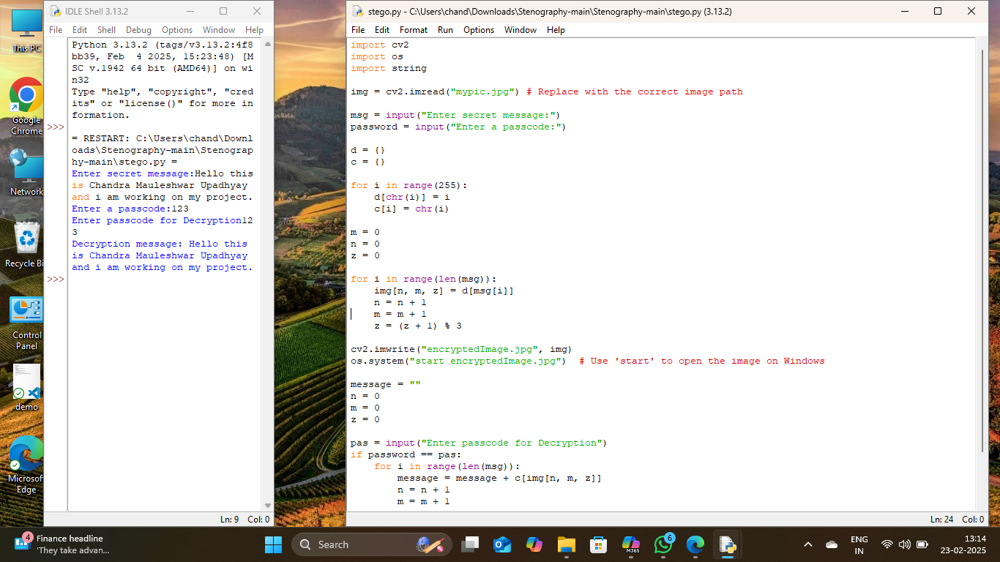 This PC
Google
Chrome
Network
Recycle Bi
Control
Panel
demo
Microsof
Edge
IDLE Shell 3.13.2
File Edit Shell Debug Options Window Help
Python 3.13.2 (tags/v3.13.2:4f8
bb39, Feb  4 2025, 15:23:48) [M
SC v.1942 64 bit (AMD64)] on wi
n32
Type "help", "copyright", "cred
its" or "license()" for more in
formation.
>>>
= RESTART: C:\Users\chand\Downl
oads\Stenography-main\Stenograp
hy-main\stego.py =
Enter secret message:Hello this
is Chandra Mauleshwar Upadhyay
and i am working on my project.
Enter a passcode:123
Enter passcode for Decryption12
3
Decryption message: Hello this
is Chandra Mauleshwar Upadhyay
and i am working on my project.
>>>
Ln: 9 Col: 0
stego.py - C:\Users\chand\Downloads\Stenography-main\Stenography-main\stego.py (3.13.2)
File Edit Format Run Options Window Help
import cv2
import os
import string
img = cv2.imread("mypic.jpg") # Replace with the correct image path
msg = input("Enter secret message:")
password = input("Enter a passcode:")
d = {}
c = {}
for i in range(255):
    d[chr(i)] = i
    c[i] = chr(i)
m = 0
n = 0
z = 0
for i in range(len(msg)):
    img[n, m, z] = d[msg[i]]
    n = n + 1
    m = m + 1
    z = (z + 1) % 3
cv2.imwrite("encryptedImage.jpg", img)
os.system("start encryptedImage.jpg")  # Use 'start' to open the image on Windows
message = ""
n = 0
m = 0
z = 0
pas = input("Enter passcode for Decryption")
if password == pas:
    for i in range(len(msg)):
        message = message + c[img[n, m, z]]
        n = n + 1
        m = m + 1
Ln: 24 Col: 0
4
Finance headline
'They take advan...
Search
M365
6
ENG
IN
13:14
23-02-2025